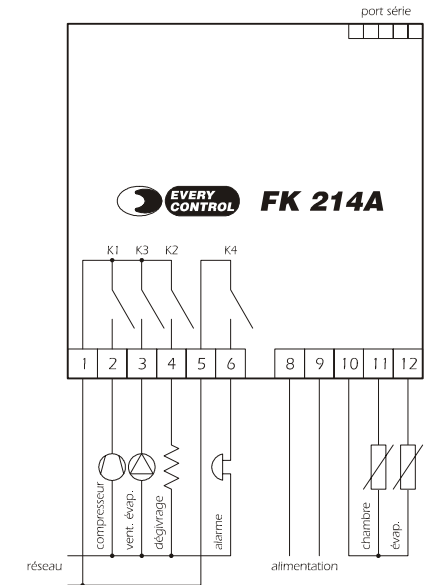 port série
EVERY
CONTROL
FK 214A
K1 K3 K2 K4
1 2 3 4 5 6 8 9 10 11 12
compresseur
vent. évap.
dégivrage
alarme
chambre
évap.
réseau
alimentation